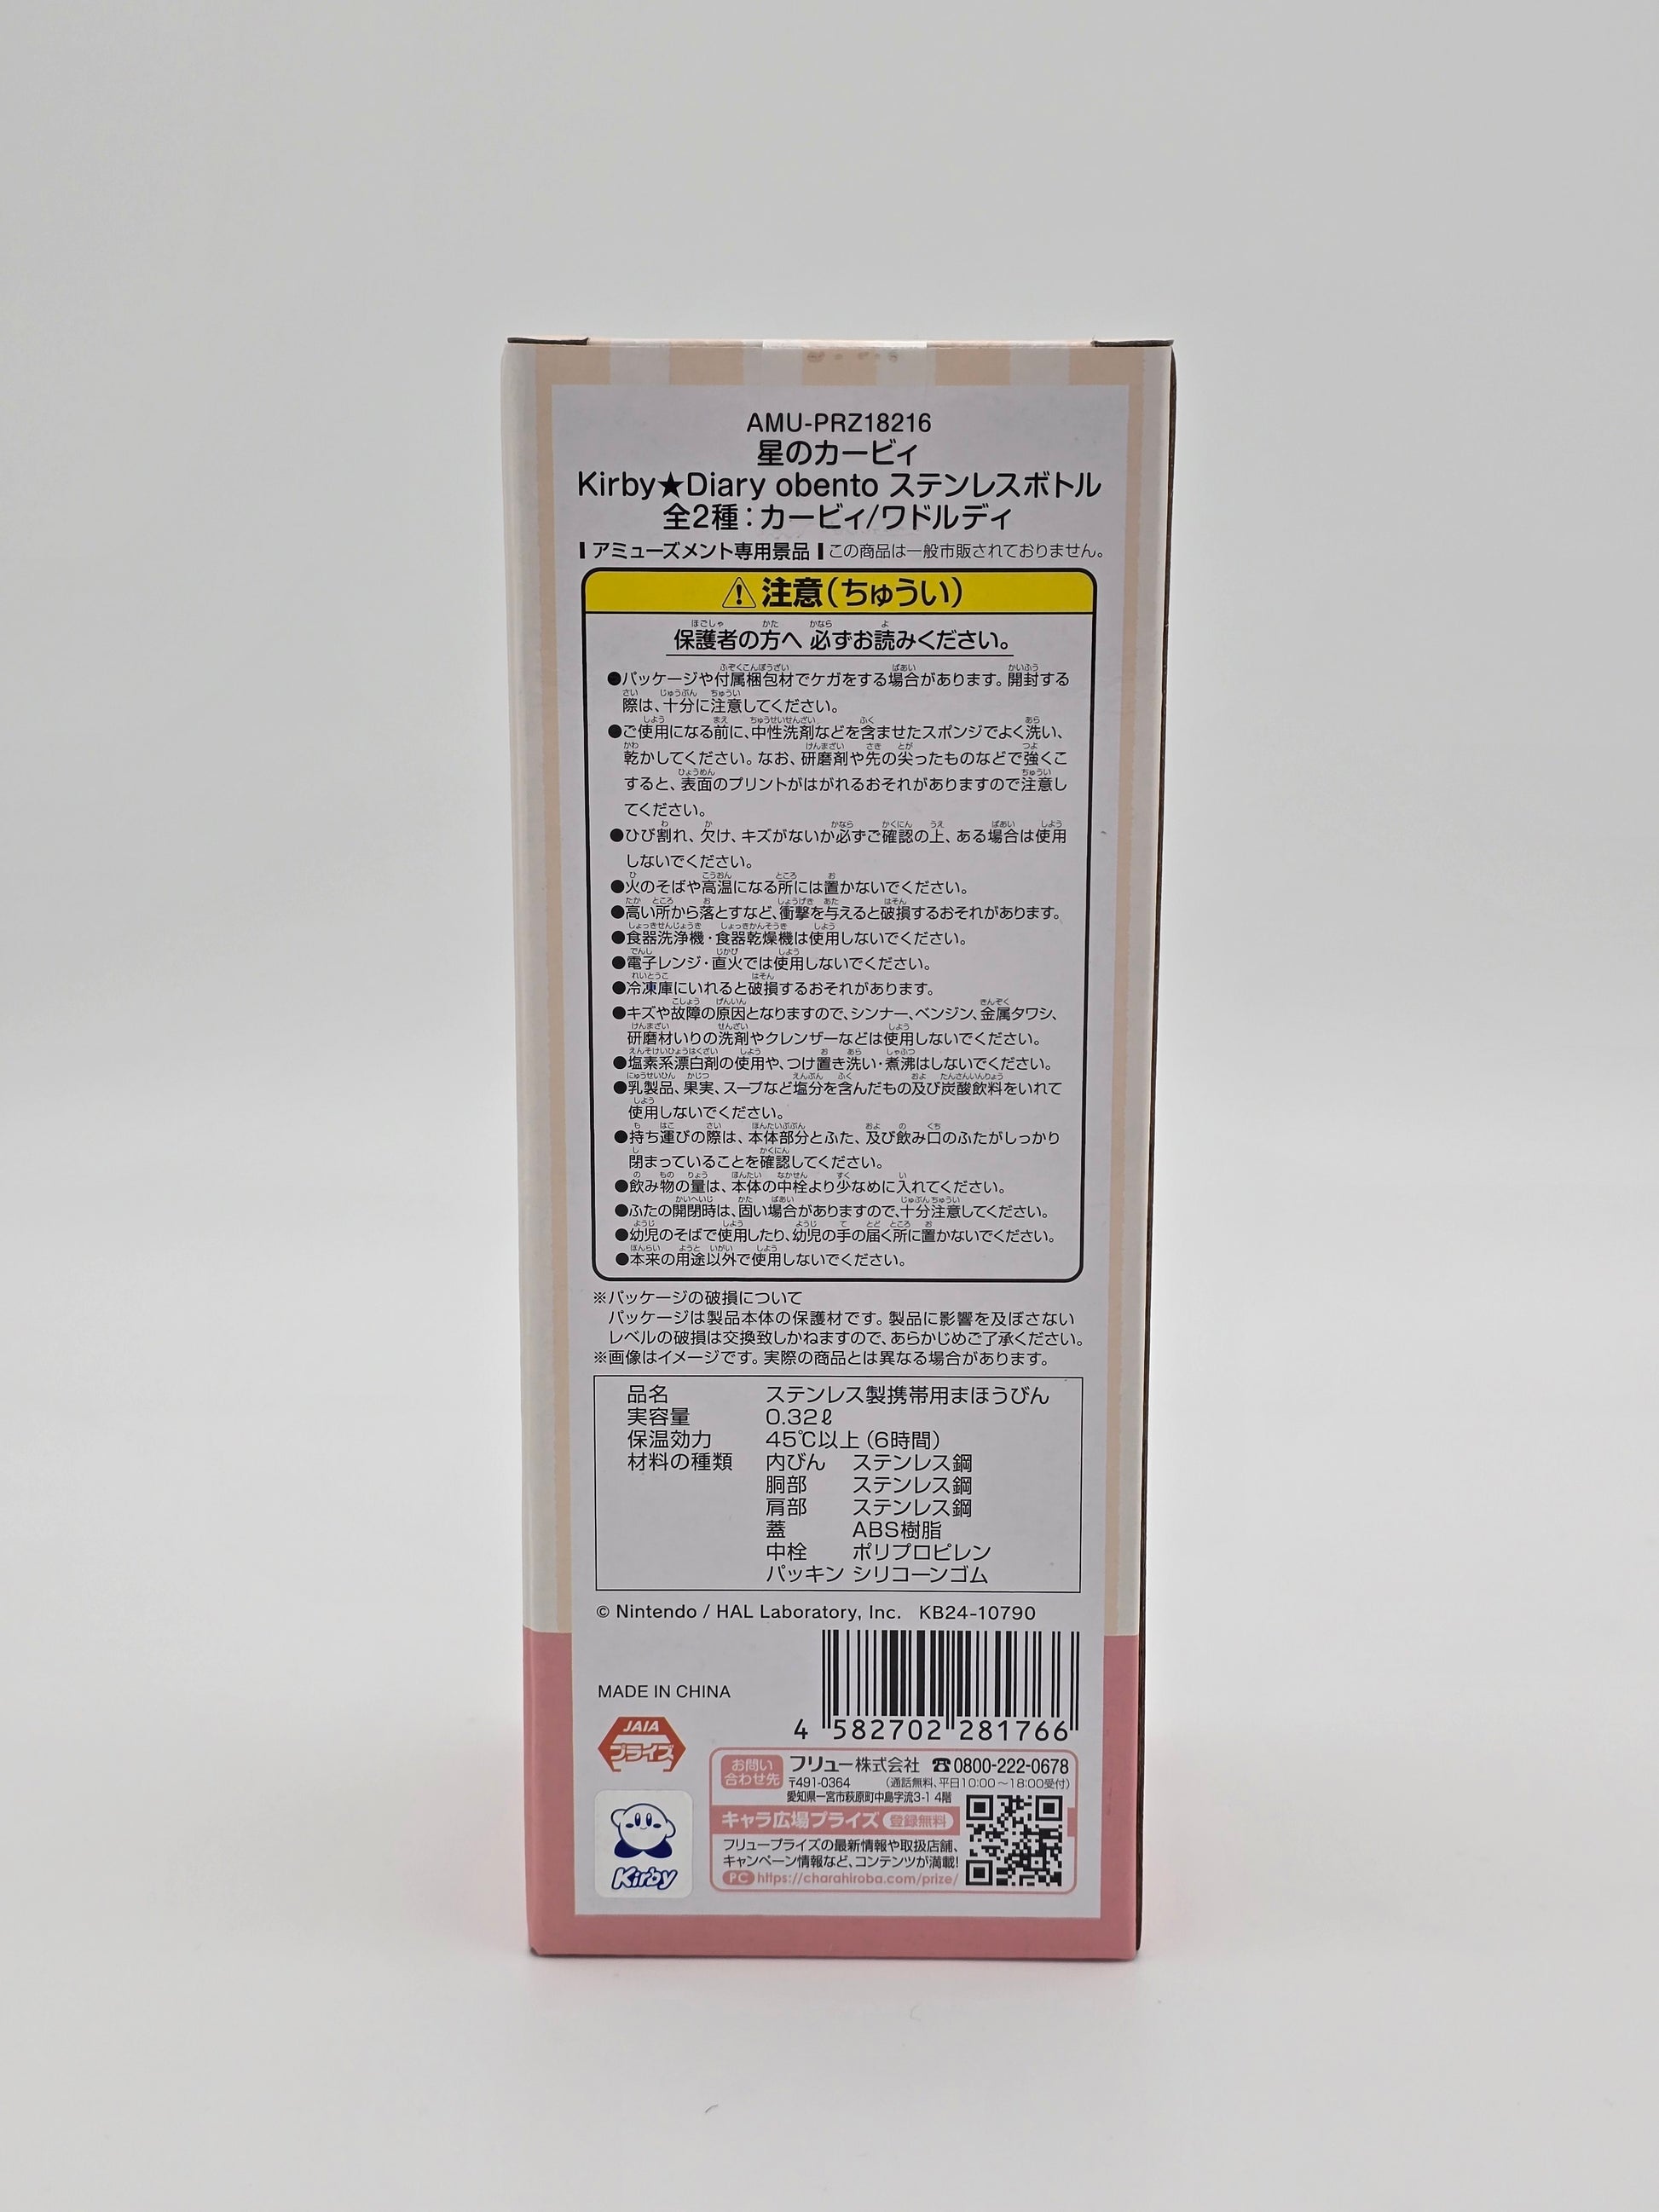 AMU-PRZ18216
星のカービィ
Kirby★Diary obento ステンレスボトル
全2種：カービィ/ワドルディ
アミューズメント専用景品 この商品は一般市販されておりません。
注意（ちゅうい）
保護者の方へ 必ずお読みください。
●パッケージや付属梱包材でケガをする場合があります。開封する
際は、十分に注意してください。
●ご使用になる前に、中性洗剤などを含ませたスポンジでよく洗い、
乾かしてください。なお、研磨剤や先の尖ったものなどで強くこ
すると、表面のプリントがはがれるおそれがありますので注意し
てください。
●ひび割れ、欠け、キズがないか必ずご確認の上、ある場合は使用
しないでください。
●火のそばや高温になる所には置かないでください。
●高い所から落とすなど、衝撃を与えると破損するおそれがあります。
●食器洗浄機・食器乾燥機は使用しないでください。
●電子レンジ・直火では使用しないでください。
●冷凍庫にいれると破損するおそれがあります。
●キズや故障の原因となりますので、シンナー、ベンジン、金属タワシ、
研磨材いりの洗剤やクレンザーなどは使用しないでください。
●塩素系漂白剤の使用や、つけ置き洗い・煮沸はしないでください。
●乳製品、果実、スープなど塩分を含んだもの及び炭酸飲料をいれて
使用しないでください。
●持ち運びの際は、本体部分とふた、及び飲み口のふたがしっかり
閉まっていることを確認してください。
●飲み物の量は、本体の中栓より少なめに入れてください。
●ふたの開閉時は、固い場合がありますので、十分注意してください。
●幼児のそばで使用したり、幼児の手の届く所に置かないでください。
●本来の用途以外で使用しないでください。
※パッケージの破損について
パッケージは製品本体の保護材です。製品に影響を及ぼさない
レベルの破損は交換致しかねますので、あらかじめご了承ください。
※画像はイメージです。実際の商品とは異なる場合があります。
品名 ステンレス製携帯用まほうびん
実容量 0.32ℓ
保温効力 45℃以上（6時間）
材料の種類 内びん ステンレス鋼
胴部 ステンレス鋼
肩部 ステンレス鋼
蓋 ABS樹脂
中栓 ポリプロピレン
パッキン シリコーンゴム
© Nintendo / HAL Laboratory, Inc. KB24-10790
MADE IN CHINA
4 582702 281766
JAIA
プライズ
Kirby
お問い
合わせ先
フリュー株式会社 ☎0800-222-0678
〒491-0364 （通話無料、平日10:00～18:00受付）
愛知県一宮市萩原町中島字流3-1 4階
キャラ広場プライズ 登録無料
フリュープライズの最新情報や取扱店舗、
キャンペーン情報など、コンテンツが満載!
PC https://charahiroba.com/prize/